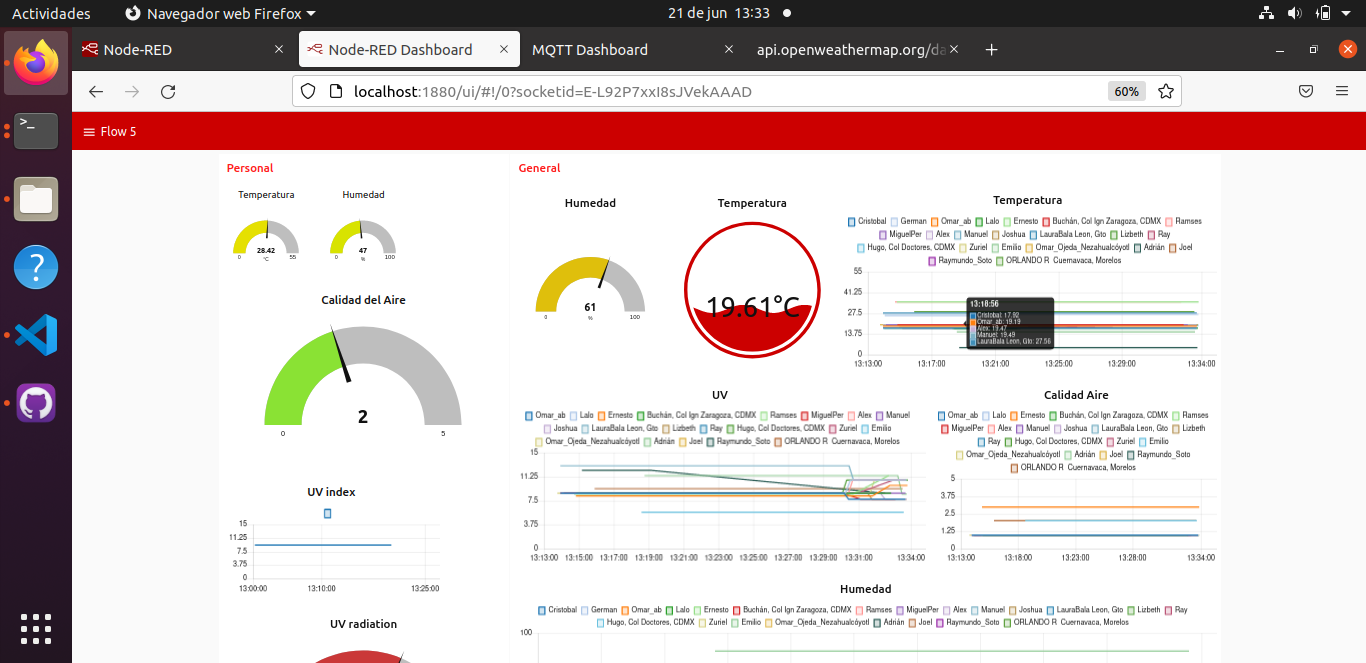 Actividades Navegador web Firefox 21 de jun 13:33
Node-RED Node-RED Dashboard MQTT Dashboard api.openweathermap.org/da
localhost:1880/ui/#!/0?socketid=E-L92P7xxI8sJVekAAAD 60%
Flow 5
Personal
Temperatura Humedad
28.42 47
0 °C 55 0 % 100
Calidad del Aire
2
0 5
UV index
15
11.25
7.5
3.75
0
13:00:00 13:10:00 13:25:00
UV radiation
General
Humedad
61
0 % 100
Temperatura
19.61°C
Temperatura
Cristobal German Omar_ab Lalo Ernesto Buchán, Col Ign Zaragoza, CDMX Ramses
MiguelPer Alex Manuel Joshua LauraBala Leon, Gto Lizbeth Ray
Hugo, Col Doctores, CDMX Zuriel Emilio Omar_Ojeda_Nezahualcóyotl Adrián Joel
Raymundo_Soto ORLANDO R Cuernavaca, Morelos
55
41.25
27.5
13.75
0
13:13:00 13:17:00 13:21:00 13:25:00 13:29:00 13:34:00
13:18:56
Cristobal: 17.92
Omar_ab: 19.19
Alex: 19.47
Manuel: 19.49
LauraBala Leon, Gto: 27.56
UV
Omar_ab Lalo Ernesto Buchán, Col Ign Zaragoza, CDMX Ramses MiguelPer Alex Manuel
Joshua LauraBala Leon, Gto Lizbeth Ray Hugo, Col Doctores, CDMX Zuriel Emilio
Omar_Ojeda_Nezahualcóyotl Adrián Joel Raymundo_Soto ORLANDO R Cuernavaca, Morelos
15
11.25
7.5
3.75
0
13:13:00 13:15:00 13:17:00 13:19:00 13:21:00 13:23:00 13:25:00 13:27:00 13:29:00 13:31:00 13:34:00
Calidad Aire
Omar_ab Lalo Ernesto Buchán, Col Ign Zaragoza, CDMX Ramses
MiguelPer Alex Manuel Joshua LauraBala Leon, Gto Lizbeth
Ray Hugo, Col Doctores, CDMX Zuriel Emilio
Omar_Ojeda_Nezahualcóyotl Adrián Joel Raymundo_Soto
ORLANDO R Cuernavaca, Morelos
5
3.75
2.5
1.25
0
13:13:00 13:18:00 13:23:00 13:28:00 13:34:00
Humedad
Cristobal German Omar_ab Lalo Ernesto Buchán, Col Ign Zaragoza, CDMX Ramses MiguelPer Alex Manuel Joshua LauraBala Leon, Gto Lizbeth Ray
Hugo, Col Doctores, CDMX Zuriel Emilio Omar_Ojeda_Nezahualcóyotl Adrián Joel Raymundo_Soto ORLANDO R Cuernavaca, Morelos
100